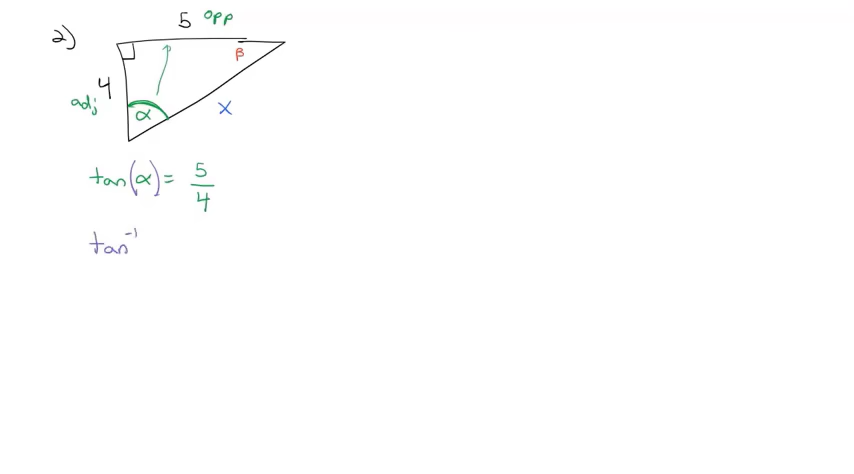 2)
5 opp
β
4
adj
α
x
tan(α) = 5/4
tan⁻¹